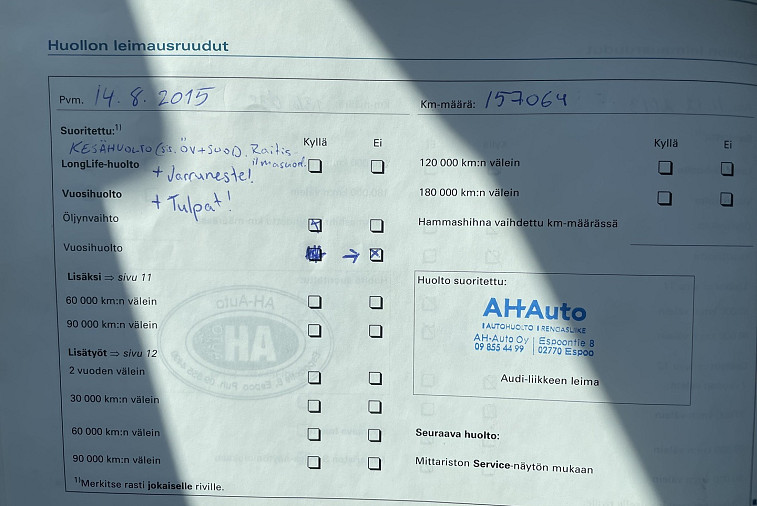 Huollon leimausruudut
Pvm. 14.8.2015 Km-määrä: 157064
Suoritettu:1)
KESÄHUOLTO (sis. ÖV+SUOD. Raitis- Kyllä Ei Kyllä Ei
ilmasuod.
LongLife-huolto 120 000 km:n välein
+ Jarruneste!
Vuosihuolto 180 000 km:n välein
+ Tulpat!
Öljynvaihto Hammashihna vaihdettu km-määrässä
Vuosihuolto →
Lisäksi ⇒ sivu 11 Huolto suoritettu:
60 000 km:n välein
AH-Auto
AUTOHUOLTO | RENGASLIIKE
90 000 km:n välein
AH-Auto Oy | Espoontie 8
09 855 44 99 | 02770 Espoo
Lisätyöt ⇒ sivu 12
2 vuoden välein Audi-liikkeen leima
30 000 km:n välein
60 000 km:n välein Seuraava huolto:
90 000 km:n välein Mittariston Service-näytön mukaan
1)Merkitse rasti jokaiselle riville.